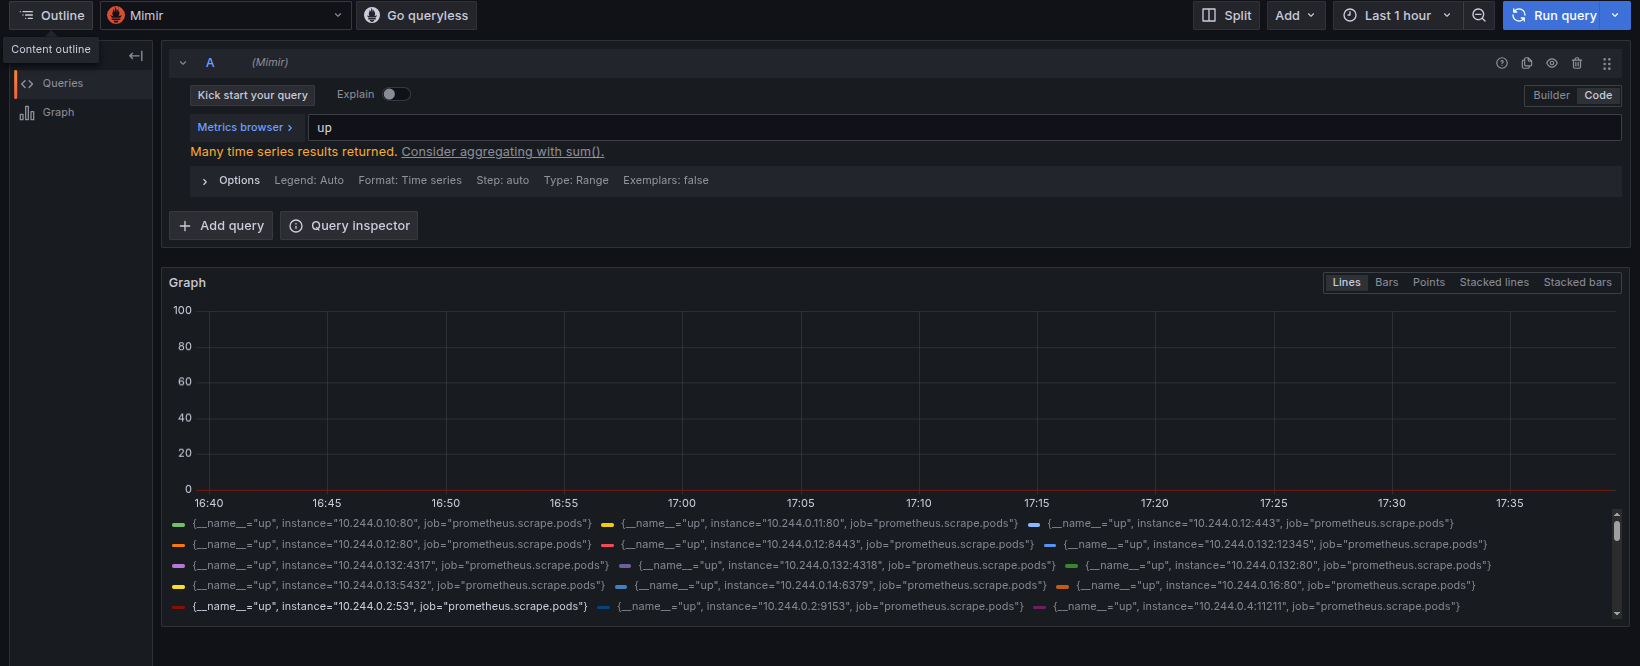 Outline Mimir Go queryless Split Add Last 1 hour Run query
Content outline
Queries
Graph
A (Mimir)
Kick start your query Explain Builder Code
Metrics browser > up
Many time series results returned. Consider aggregating with sum().
Options Legend: Auto Format: Time series Step: auto Type: Range Exemplars: false
+ Add query Query inspector
Graph Lines Bars Points Stacked lines Stacked bars
100
80
60
40
20
0
16:40 16:45 16:50 16:55 17:00 17:05 17:10 17:15 17:20 17:25 17:30 17:35
{__name__="up", instance="10.244.0.10:80", job="prometheus.scrape.pods"} {__name__="up", instance="10.244.0.11:80", job="prometheus.scrape.pods"} {__name__="up", instance="10.244.0.12:443", job="prometheus.scrape.pods"}
{__name__="up", instance="10.244.0.12:80", job="prometheus.scrape.pods"} {__name__="up", instance="10.244.0.12:8443", job="prometheus.scrape.pods"} {__name__="up", instance="10.244.0.132:12345", job="prometheus.scrape.pods"}
{__name__="up", instance="10.244.0.132:4317", job="prometheus.scrape.pods"} {__name__="up", instance="10.244.0.132:4318", job="prometheus.scrape.pods"} {__name__="up", instance="10.244.0.132:80", job="prometheus.scrape.pods"}
{__name__="up", instance="10.244.0.13:5432", job="prometheus.scrape.pods"} {__name__="up", instance="10.244.0.14:6379", job="prometheus.scrape.pods"} {__name__="up", instance="10.244.0.16:80", job="prometheus.scrape.pods"}
{__name__="up", instance="10.244.0.2:53", job="prometheus.scrape.pods"} {__name__="up", instance="10.244.0.2:9153", job="prometheus.scrape.pods"} {__name__="up", instance="10.244.0.4:11211", job="prometheus.scrape.pods"}